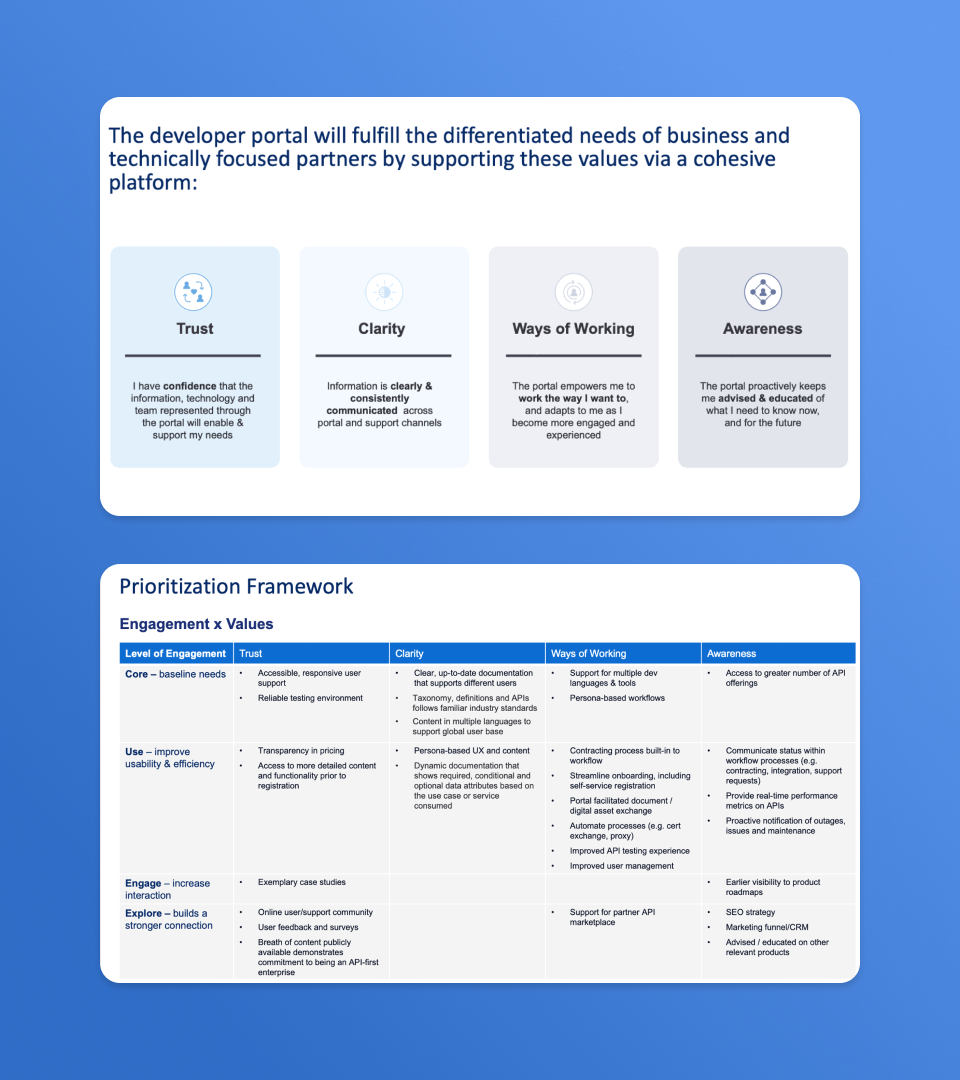 The developer portal will fulfill the differentiated needs of business and
technically focused partners by supporting these values via a cohesive
platform:
Trust
I have confidence that the
information, technology and
team represented through
the portal will enable &
support my needs
Clarity
Information is clearly &
consistently
communicated across
portal and support channels
Ways of Working
The portal empowers me to
work the way I want to,
and adapts to me as I
become more engaged and
experienced
Awareness
The portal proactively keeps
me advised & educated of
what I need to know now,
and for the future
Prioritization Framework
Engagement x Values
Level of Engagement Trust Clarity Ways of Working Awareness
Core – baseline needs
• Accessible, responsive user
support
• Reliable testing environment
• Clear, up-to-date documentation
that supports different users
• Taxonomy, definitions and APIs
follows familiar industry standards
• Content in multiple languages to
support global user base
• Support for multiple dev
languages & tools
• Persona-based workflows
• Access to greater number of API
offerings
Use – improve
usability & efficiency
• Transparency in pricing
• Access to more detailed content
and functionality prior to
registration
• Persona-based UX and content
• Dynamic documentation that
shows required, conditional and
optional data attributes based on
the use case or service
consumed
• Contracting process built-in to
workflow
• Streamline onboarding, including
self-service registration
• Portal facilitated document /
digital asset exchange
• Automate processes (e.g. cert
exchange, proxy)
• Improved API testing experience
• Improved user management
• Communicate status within
workflow processes (e.g.
contracting, integration, support
requests)
• Provide real-time performance
metrics on APIs
• Proactive notification of outages,
issues and maintenance
Engage – increase
interaction
• Exemplary case studies
• Earlier visibility to product
roadmaps
Explore – builds a
stronger connection
• Online user/support community
• User feedback and surveys
• Breath of content publicly
available demonstrates
commitment to being an API-first
enterprise
• Support for partner API
marketplace
• SEO strategy
• Marketing funnel/CRM
• Advised / educated on other
relevant products